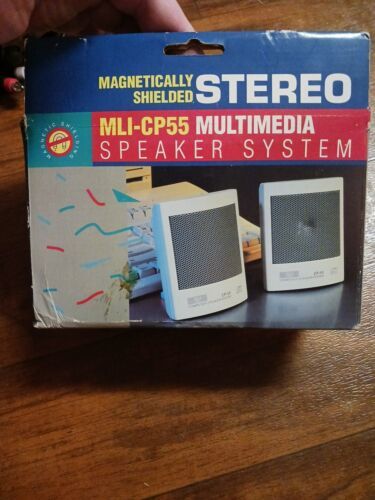 MAGNETICALLY
SHIELDED STEREO
MLI-CP55 MULTIMEDIA
SPEAKER SYSTEM
MAGNETIC SHIELDED